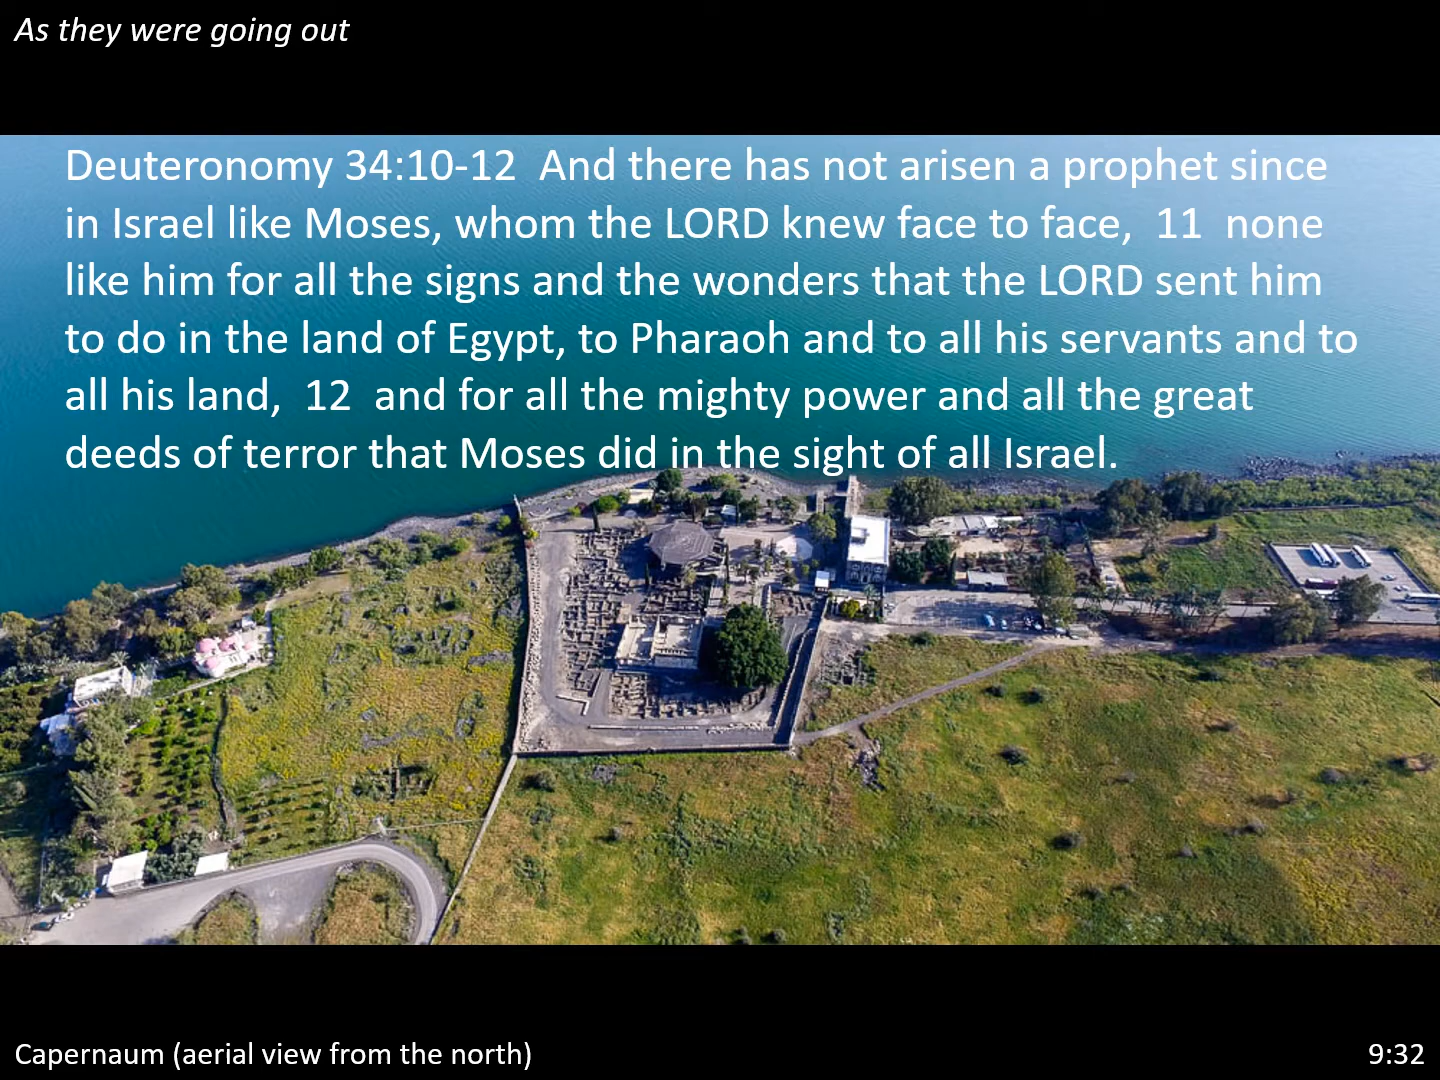 As they were going out
Deuteronomy 34:10-12  And there has not arisen a prophet since
in Israel like Moses, whom the LORD knew face to face,  11  none
like him for all the signs and the wonders that the LORD sent him
to do in the land of Egypt, to Pharaoh and to all his servants and to
all his land,  12  and for all the mighty power and all the great
deeds of terror that Moses did in the sight of all Israel.
Capernaum (aerial view from the north)
9:32